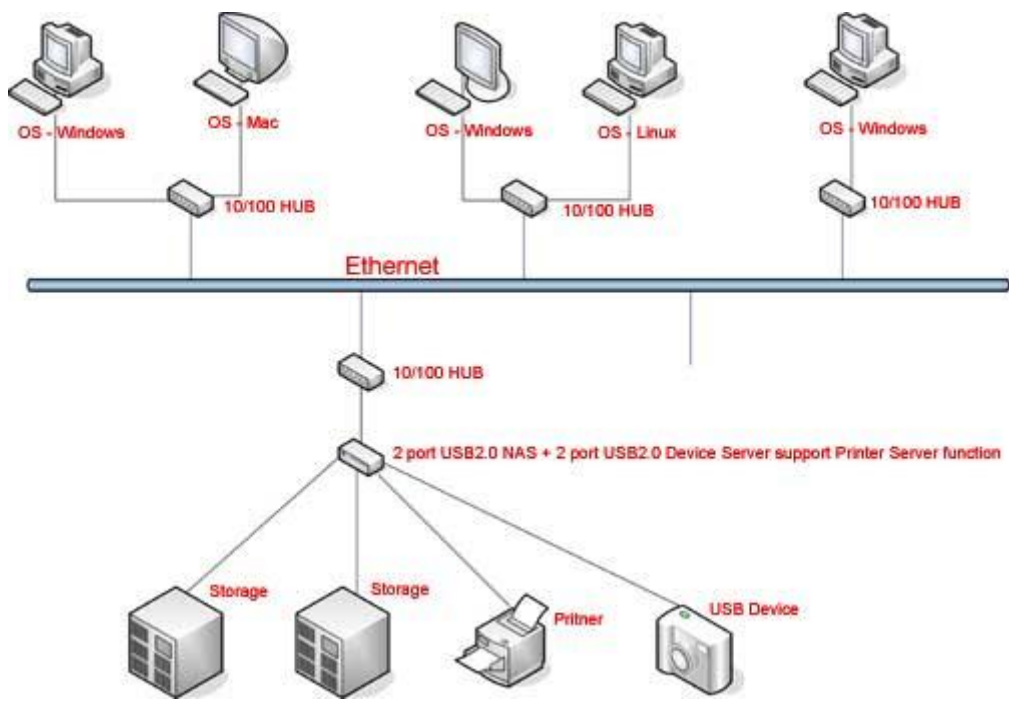 OS - Windows
OS - Mac
OS - Windows
OS - Linux
OS - Windows
10/100 HUB
10/100 HUB
10/100 HUB
Ethernet
10/100 HUB
2 port USB2.0 NAS + 2 port USB2.0 Device Server support Printer Server function
Storage
Storage
Pritner
USB Device